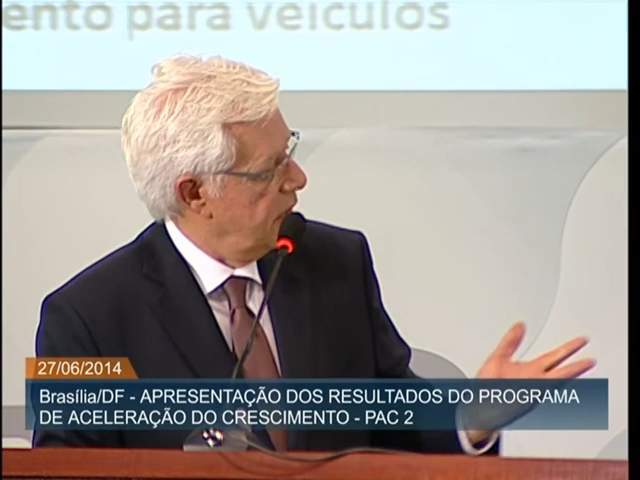 ento para veículos
27/06/2014
Brasília/DF - APRESENTAÇÃO DOS RESULTADOS DO PROGRAMA
DE ACELERAÇÃO DO CRESCIMENTO - PAC 2